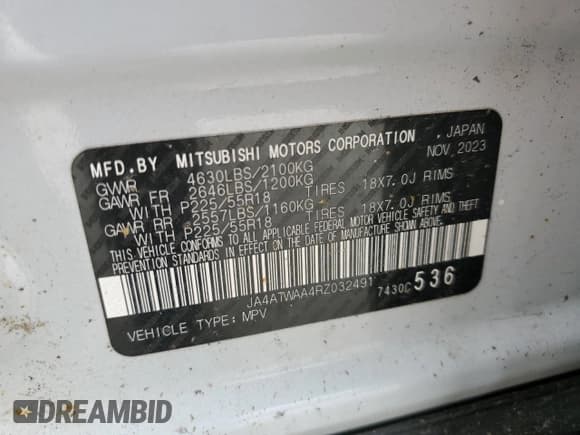 MFD.BY MITSUBISHI MOTORS CORPORATION , JAPAN
GVWR 4630LBS/2100KG NOV,2023
GAWR FR 2646LBS/1200KG
WITH P225/55R18 TIRES 18X7.0J RIMS
GAWR RR 2557LBS/1160KG
WITH P225/55R18 TIRES 18X7.0J RIMS
THIS VEHICLE CONFORMS TO ALL APPLICABLE FEDERAL MOTOR VEHICLE SAFETY AND THEFT
PREVENTION STANDARDS IN EFFECT ON THE DATE OF MANUFACTURE SHOWN ABOVE.
JA4ATWAA4RZ032491 7430C536
VEHICLE TYPE: MPV
DREAMBID